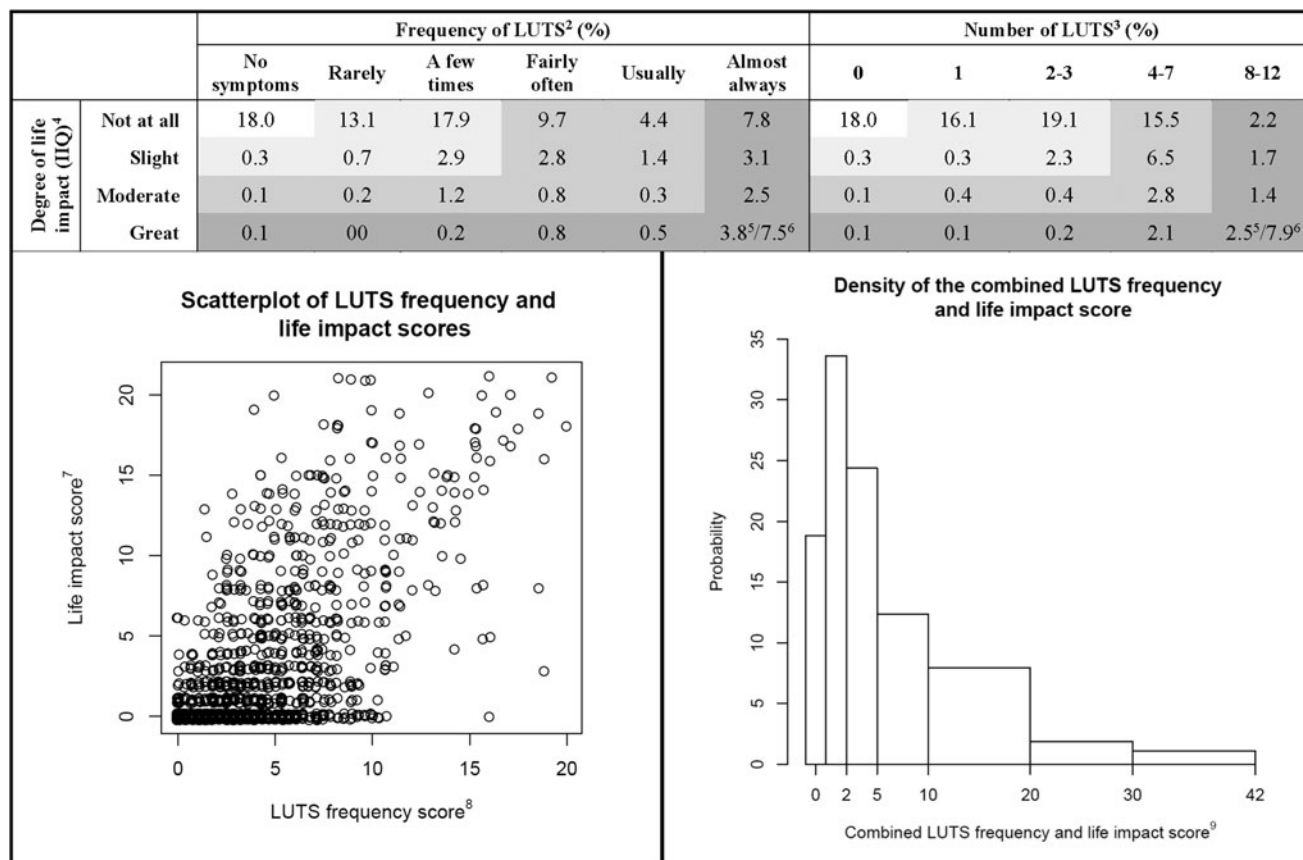 Frequency of LUTS² (%) Number of LUTS³ (%)
No symptoms Rarely A few times Fairly often Usually Almost always 0 1 2-3 4-7 8-12
Degree of life impact (IIQ)⁴
Not at all 18.0 13.1 17.9 9.7 4.4 7.8 18.0 16.1 19.1 15.5 2.2
Slight 0.3 0.7 2.9 2.8 1.4 3.1 0.3 0.3 2.3 6.5 1.7
Moderate 0.1 0.2 1.2 0.8 0.3 2.5 0.1 0.4 0.4 2.8 1.4
Great 0.1 00 0.2 0.8 0.5 3.8⁵/7.5⁶ 0.1 0.1 0.2 2.1 2.5⁵/7.9⁶
Scatterplot of LUTS frequency and
life impact scores
Life impact score⁷
20
15
10
5
0
0 5 10 15 20
LUTS frequency score⁸
Density of the combined LUTS frequency
and life impact score
Probability
35
30
25
20
15
10
5
0
0 2 5 10 20 30 42
Combined LUTS frequency and life impact score⁹